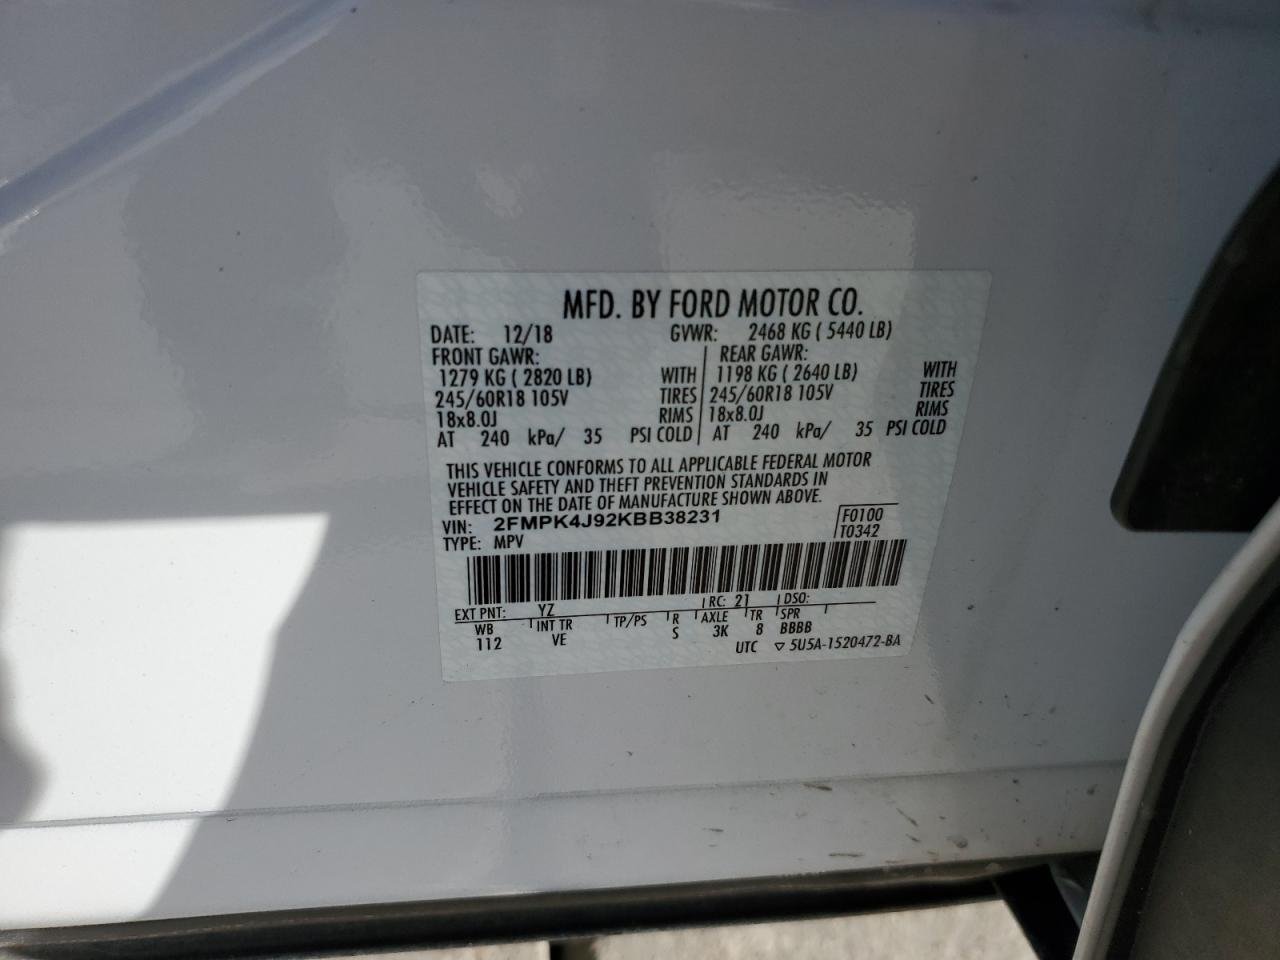 MFD. BY FORD MOTOR CO.
DATE: 12/18 GVWR: 2468 KG ( 5440 LB)
FRONT GAWR: REAR GAWR:
1279 KG ( 2820 LB) WITH 1198 KG ( 2640 LB) WITH
245/60R18 105V TIRES 245/60R18 105V TIRES
18x8.0J RIMS 18x8.0J RIMS
AT 240 kPa/ 35 PSI COLD AT 240 kPa/ 35 PSI COLD
THIS VEHICLE CONFORMS TO ALL APPLICABLE FEDERAL MOTOR
VEHICLE SAFETY AND THEFT PREVENTION STANDARDS IN
EFFECT ON THE DATE OF MANUFACTURE SHOWN ABOVE.
VIN: 2FMPK4J92KBB38231 F0100
TYPE: MPV T0342
EXT PNT: YZ RC: 21 DSO:
WB INT TR TP/PS R AXLE TR SPR
112 VE S 3K 8 BBBB
UTC ▽ 5U5A-1520472-BA